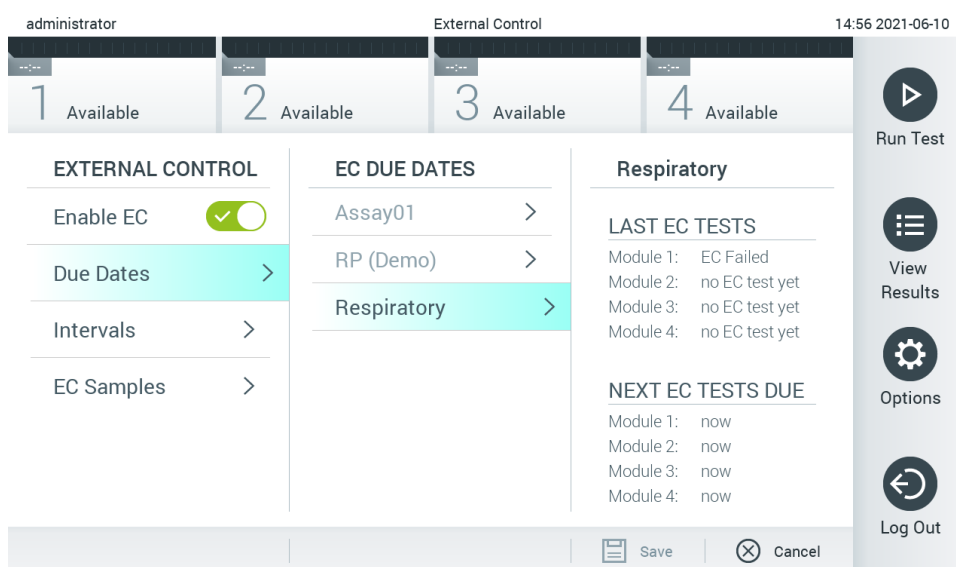 administrator
External Control
14:56 2021-06-10
--:--
--:--
--:--
--:--
1 Available
2 Available
3 Available
4 Available
Run Test
View
Results
Options
Log Out
EXTERNAL CONTROL
Enable EC
Due Dates
Intervals
EC Samples
EC DUE DATES
Assay01
RP (Demo)
Respiratory
Respiratory
LAST EC TESTS
Module 1: EC Failed
Module 2: no EC test yet
Module 3: no EC test yet
Module 4: no EC test yet
NEXT EC TESTS DUE
Module 1: now
Module 2: now
Module 3: now
Module 4: now
Save
Cancel